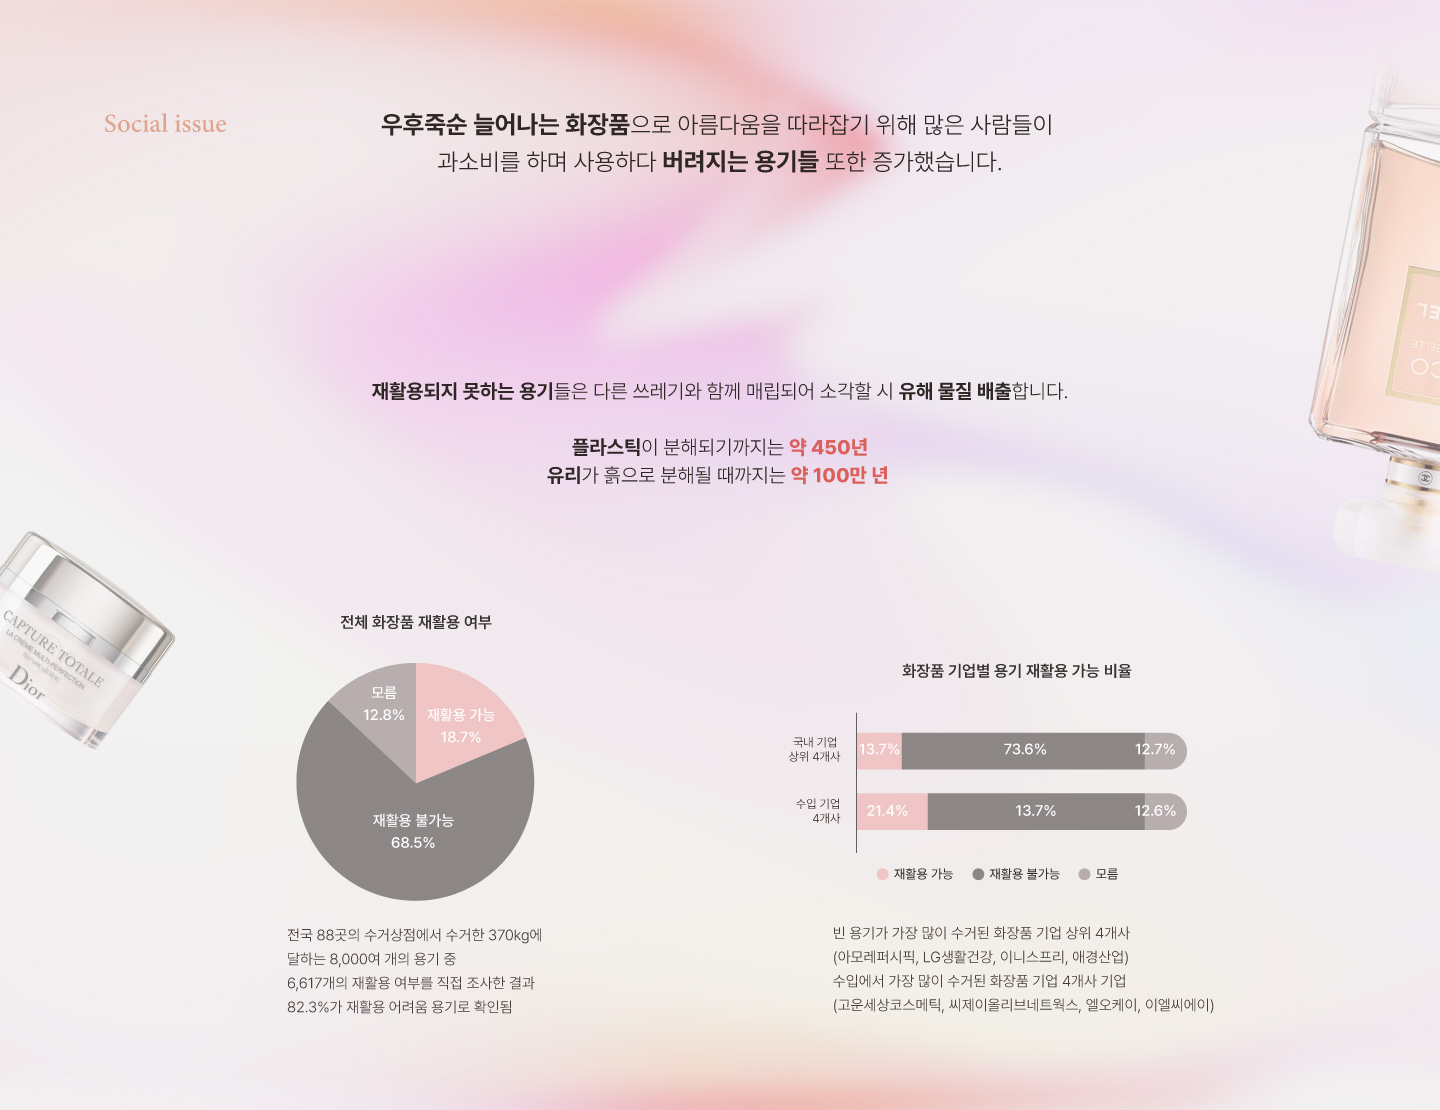 Social issue
우후죽순 늘어나는 화장품으로 아름다움을 따라잡기 위해 많은 사람들이
과소비를 하며 사용하다 버려지는 용기들 또한 증가했습니다.
재활용되지 못하는 용기들은 다른 쓰레기와 함께 매립되어 소각할 시 유해 물질 배출합니다.
플라스틱이 분해되기까지는 약 450년
유리가 흙으로 분해될 때까지는 약 100만 년
CAPTURE TOTALE
LA CRÈME MULTI-PERFECTION
Dior
전체 화장품 재활용 여부
모름
12.8%
재활용 가능
18.7%
재활용 불가능
68.5%
전국 88곳의 수거상점에서 수거한 370kg에
달하는 8,000여 개의 용기 중
6,617개의 재활용 여부를 직접 조사한 결과
82.3%가 재활용 어려움 용기로 확인됨
화장품 기업별 용기 재활용 가능 비율
국내 기업
상위 4개사
13.7%
73.6%
12.7%
수입 기업
4개사
21.4%
13.7%
12.6%
재활용 가능
재활용 불가능
모름
빈 용기가 가장 많이 수거된 화장품 기업 상위 4개사
(아모레퍼시픽, LG생활건강, 이니스프리, 애경산업)
수입에서 가장 많이 수거된 화장품 기업 4개사 기업
(고운세상코스메틱, 씨제이올리브네트웍스, 엘오케이, 이엘씨에이)